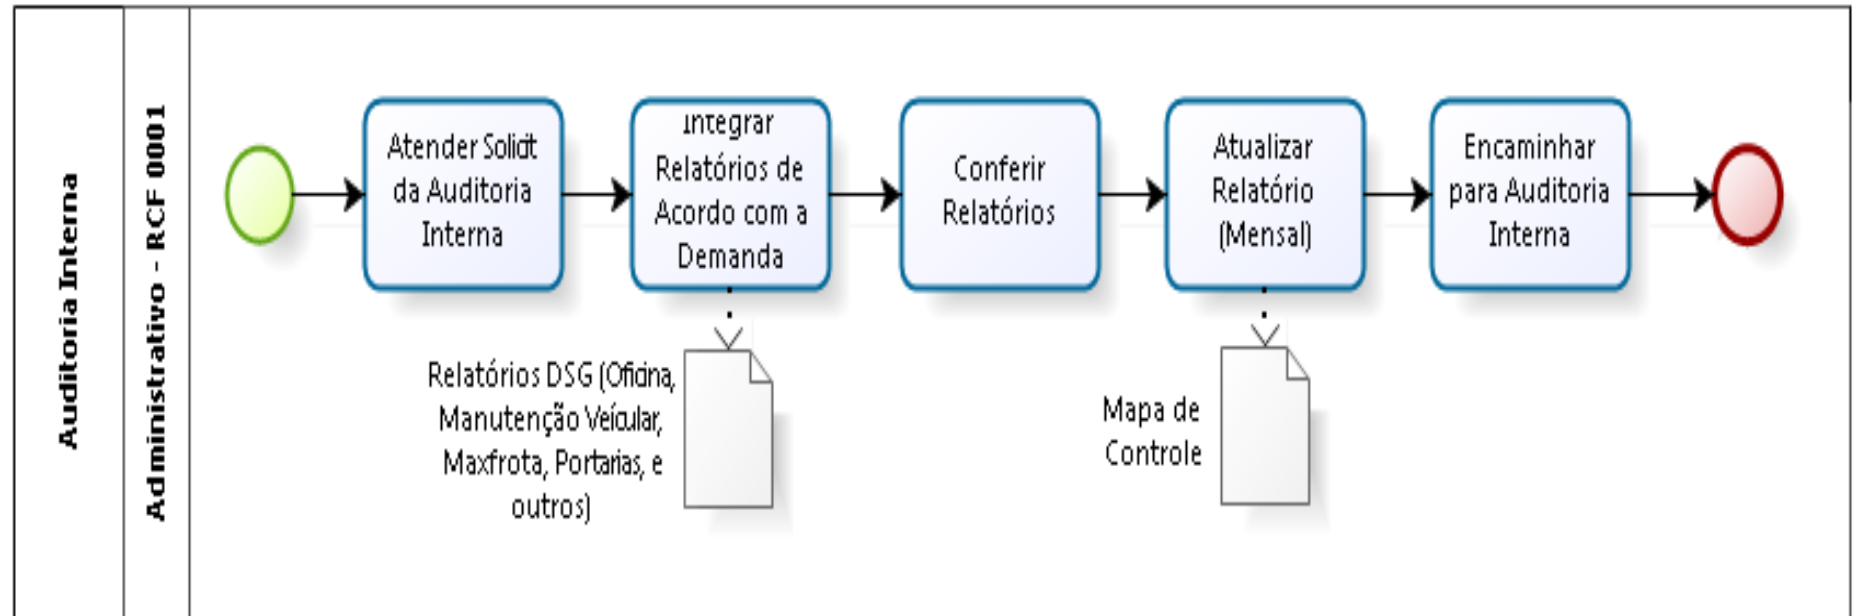 Auditoria Interna
Administrativo - RCF 0001
Atender Solicit
da Auditoria
Interna
Integrar
Relatórios de
Acordo com a
Demanda
Conferir
Relatórios
Atualizar
Relatório
(Mensal)
Encaminhar
para Auditoria
Interna
Relatórios DSG (Oficina,
Manutenção Veícular,
Maxfrota, Portarias, e
outros)
Mapa de
Controle